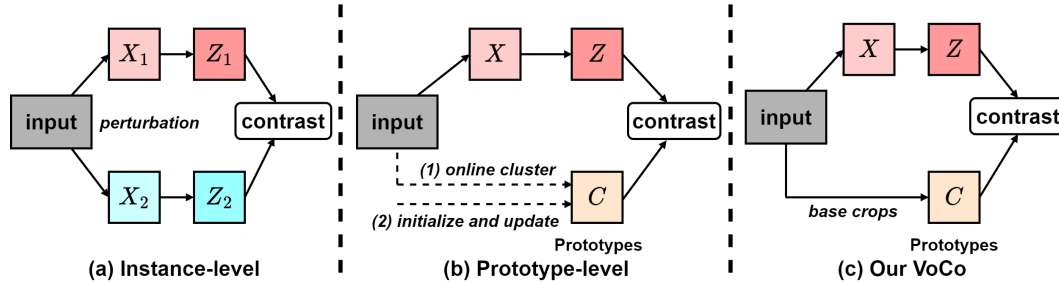 X₁
Z₁
input
perturbation
contrast
X₂
Z₂
(a) Instance-level
X
Z
input
contrast
(1) online cluster
C
(2) initialize and update
Prototypes
(b) Prototype-level
X
Z
input
contrast
base crops
C
Prototypes
(c) Our VoCo